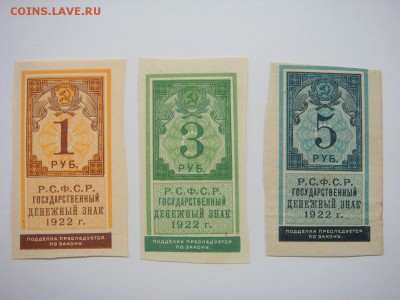 COINS.LAVE.RU
1
РУБ.
Р.С.Ф.С.Р.
ГОСУДАРСТВЕННЫЙ
ДЕНЕЖНЫЙ ЗНАК
1922 г.
ПОДДЕЛКА ПРЕСЛЕДУЕТСЯ
ПО ЗАКОНУ.
3
РУБ.
Р.С.Ф.С.Р.
ГОСУДАРСТВЕННЫЙ
ДЕНЕЖНЫЙ ЗНАК
1922 г.
ПОДДЕЛКА ПРЕСЛЕДУЕТСЯ
ПО ЗАКОНУ.
5
РУБ.
Р.С.Ф.С.Р.
ГОСУДАРСТВЕННЫЙ
ДЕНЕЖНЫЙ ЗНАК
1922 г.
ПОДДЕЛКА ПРЕСЛЕДУЕТСЯ
ПО ЗАКОНУ.